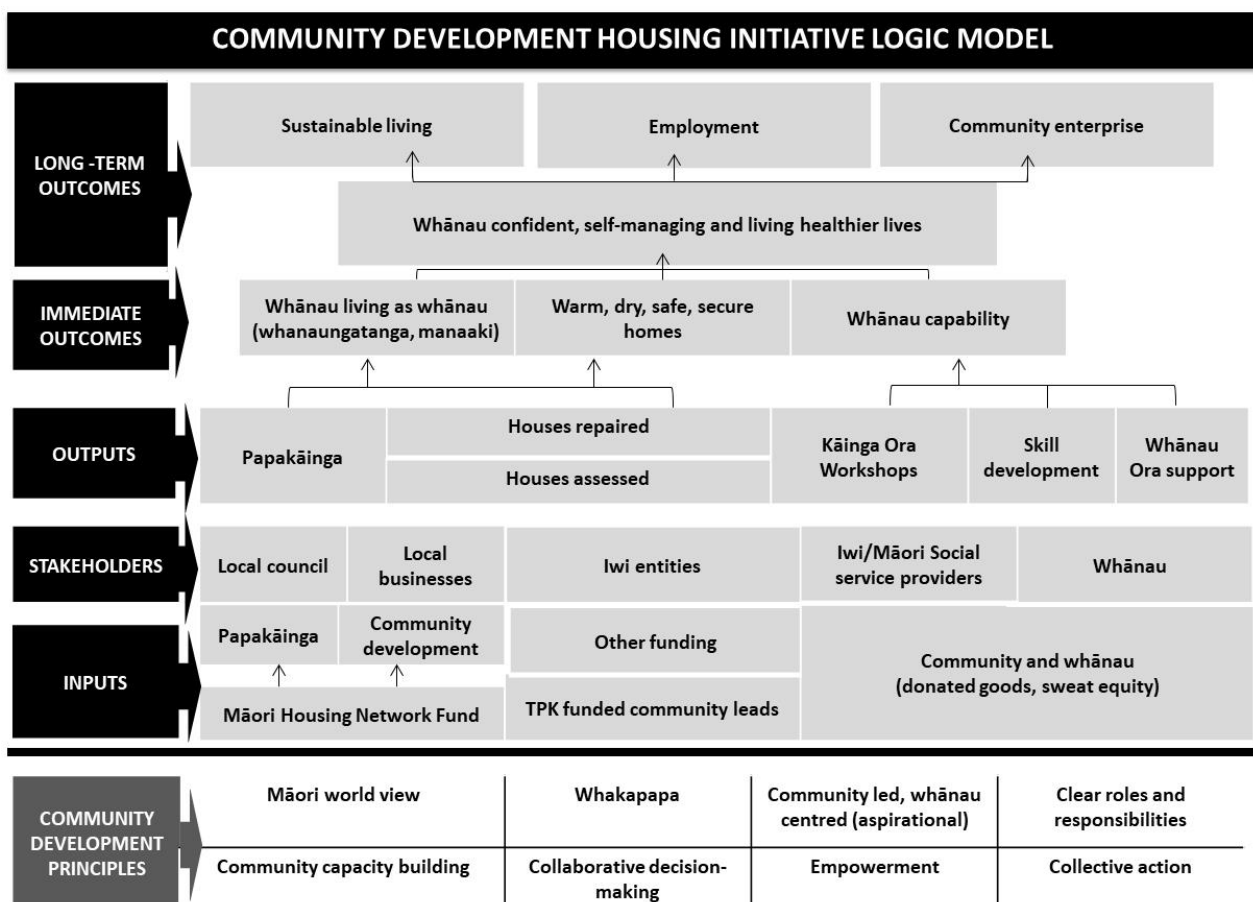 COMMUNITY DEVELOPMENT HOUSING INITIATIVE LOGIC MODEL
LONG -TERM
OUTCOMES
Sustainable living
Employment
Community enterprise
Whānau confident, self-managing and living healthier lives
IMMEDIATE
OUTCOMES
Whānau living as whānau
(whanaungatanga, manaaki)
Warm, dry, safe, secure
homes
Whānau capability
OUTPUTS
Papakāinga
Houses repaired
Houses assessed
Kāinga Ora
Workshops
Skill
development
Whānau
Ora support
STAKEHOLDERS
Local council
Local
businesses
Iwi entities
Iwi/Māori Social
service providers
Whānau
INPUTS
Papakāinga
Community
development
Māori Housing Network Fund
Other funding
TPK funded community leads
Community and whānau
(donated goods, sweat equity)
COMMUNITY
DEVELOPMENT
PRINCIPLES
Māori world view
Whakapapa
Community led, whānau
centred (aspirational)
Clear roles and
responsibilities
Community capacity building
Collaborative decision-
making
Empowerment
Collective action